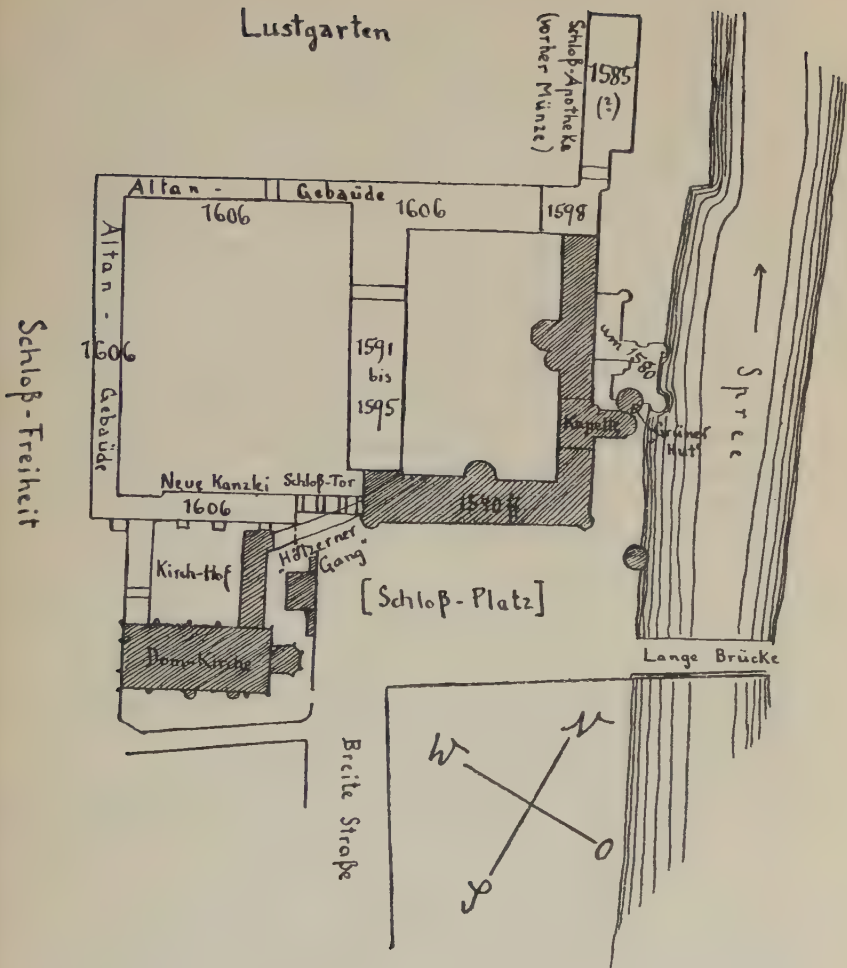 Lustgarten
Schloß-Apotheke
(vorher Münze)
1585
(?)
Altan-
Gebäude
1606
1606
1598
Altan-
1606
Gebäude
Schloß-Freiheit
1591
bis
1595
um 1580
Spree
Kapelle
"Grüner
Hut"
Neue Kanzlei
Schloß-Tor
1606
1540
"Hölzerner
Gang"
Kirch-Hof
[Schloß-Platz]
Dom-Kirche
Lange Brücke
Breite Straße
W
N
O
S